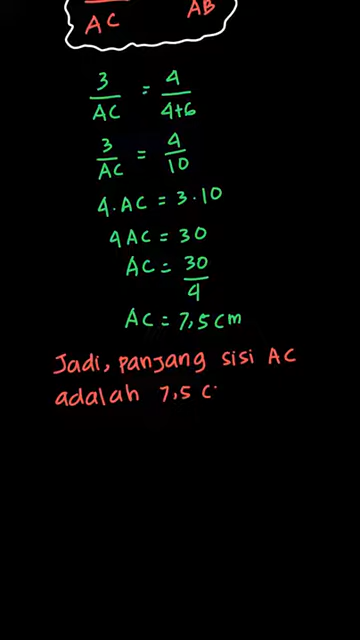 AC AB
3/AC = 4/4+6
3/AC = 4/10
4.AC = 3.10
4AC = 30
AC = 30/4
AC = 7,5 cm
Jadi, panjang sisi AC
adalah 7,5 c